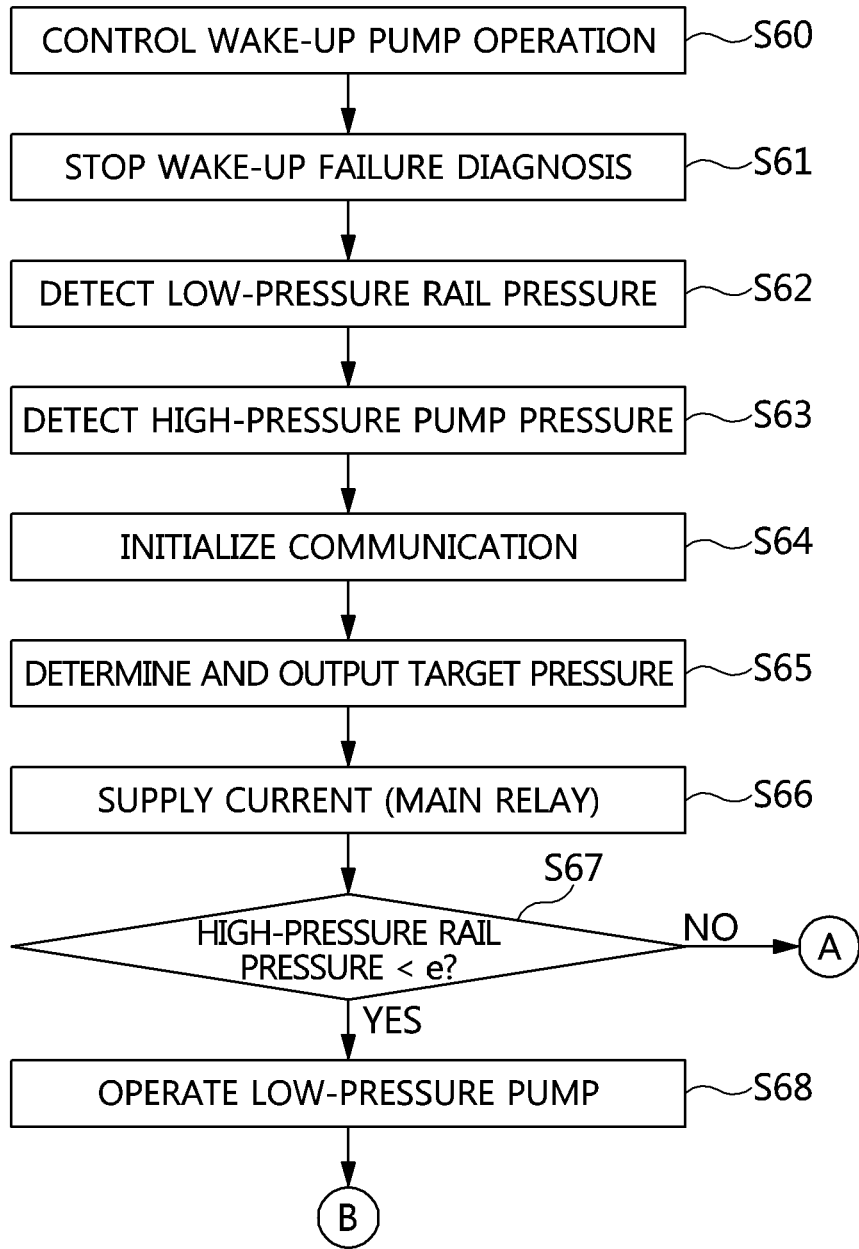 CONTROL WAKE-UP PUMP OPERATION
S60
STOP WAKE-UP FAILURE DIAGNOSIS
S61
DETECT LOW-PRESSURE RAIL PRESSURE
S62
DETECT HIGH-PRESSURE PUMP PRESSURE
S63
INITIALIZE COMMUNICATION
S64
DETERMINE AND OUTPUT TARGET PRESSURE
S65
SUPPLY CURRENT (MAIN RELAY)
S66
S67
HIGH-PRESSURE RAIL
PRESSURE < e?
NO
A
YES
OPERATE LOW-PRESSURE PUMP
S68
B